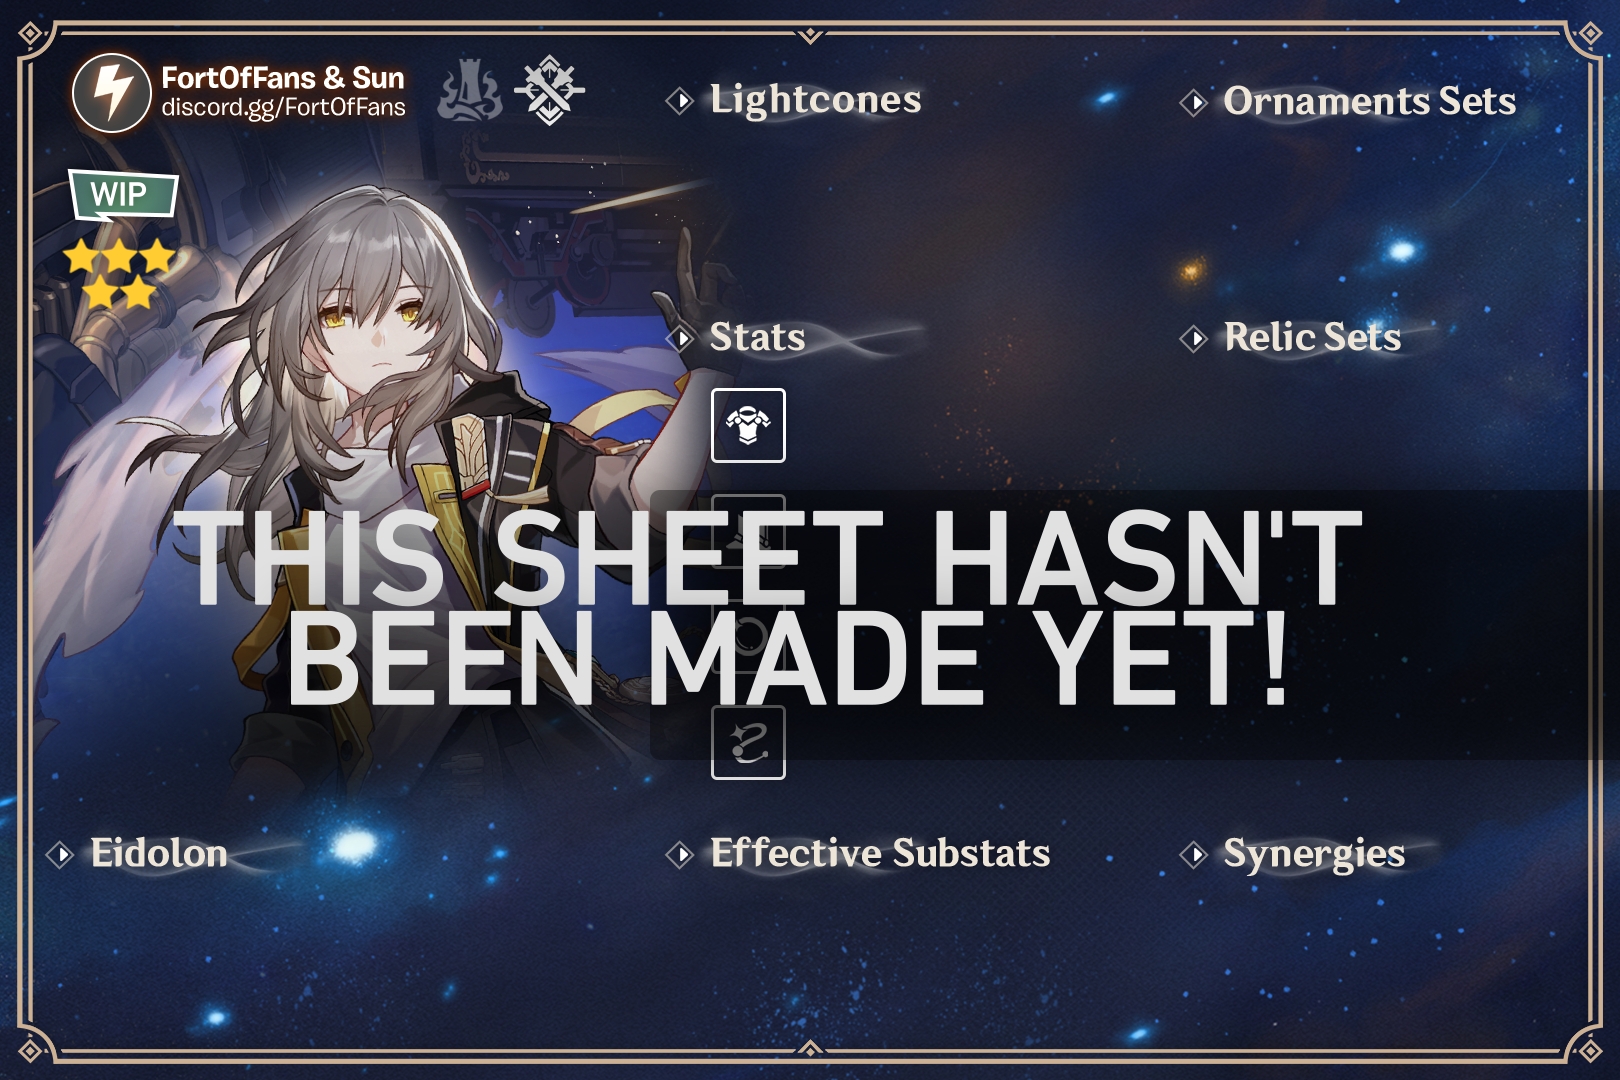 FortOfFans & Sun
discord.gg/FortOfFans
WIP
Lightcones
Ornaments Sets
Stats
Relic Sets
THIS SHEET HASN'T
BEEN MADE YET!
Eidolon
Effective Substats
Synergies